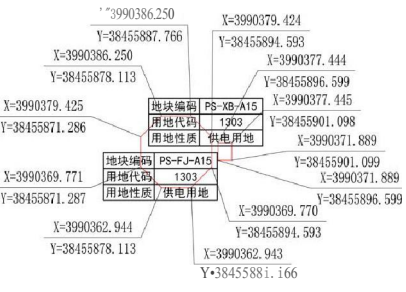 '"3990386.250
Y=38455887.766
X=3990379.424
Y=38455894.593
X=3990386.250
Y=38455878.113
X=3990377.444
Y=38455896.599
X=3990379.425
Y=38455871.286
地块编码 PS-XB-A15
用地代码 1303
用地性质 供电用地
X=3990377.445
Y=38455901.098
X=3990371.889
Y=38455901.099
地块编码 PS-FJ-A15
用地代码 1303
用地性质 供电用地
X=3990369.771
Y=38455871.287
X=3990371.889
Y=38455896.599
X=3990362.944
Y=38455878.113
X=3990369.770
Y=38455894.593
X=3990362.943
Y•3845588i.i66